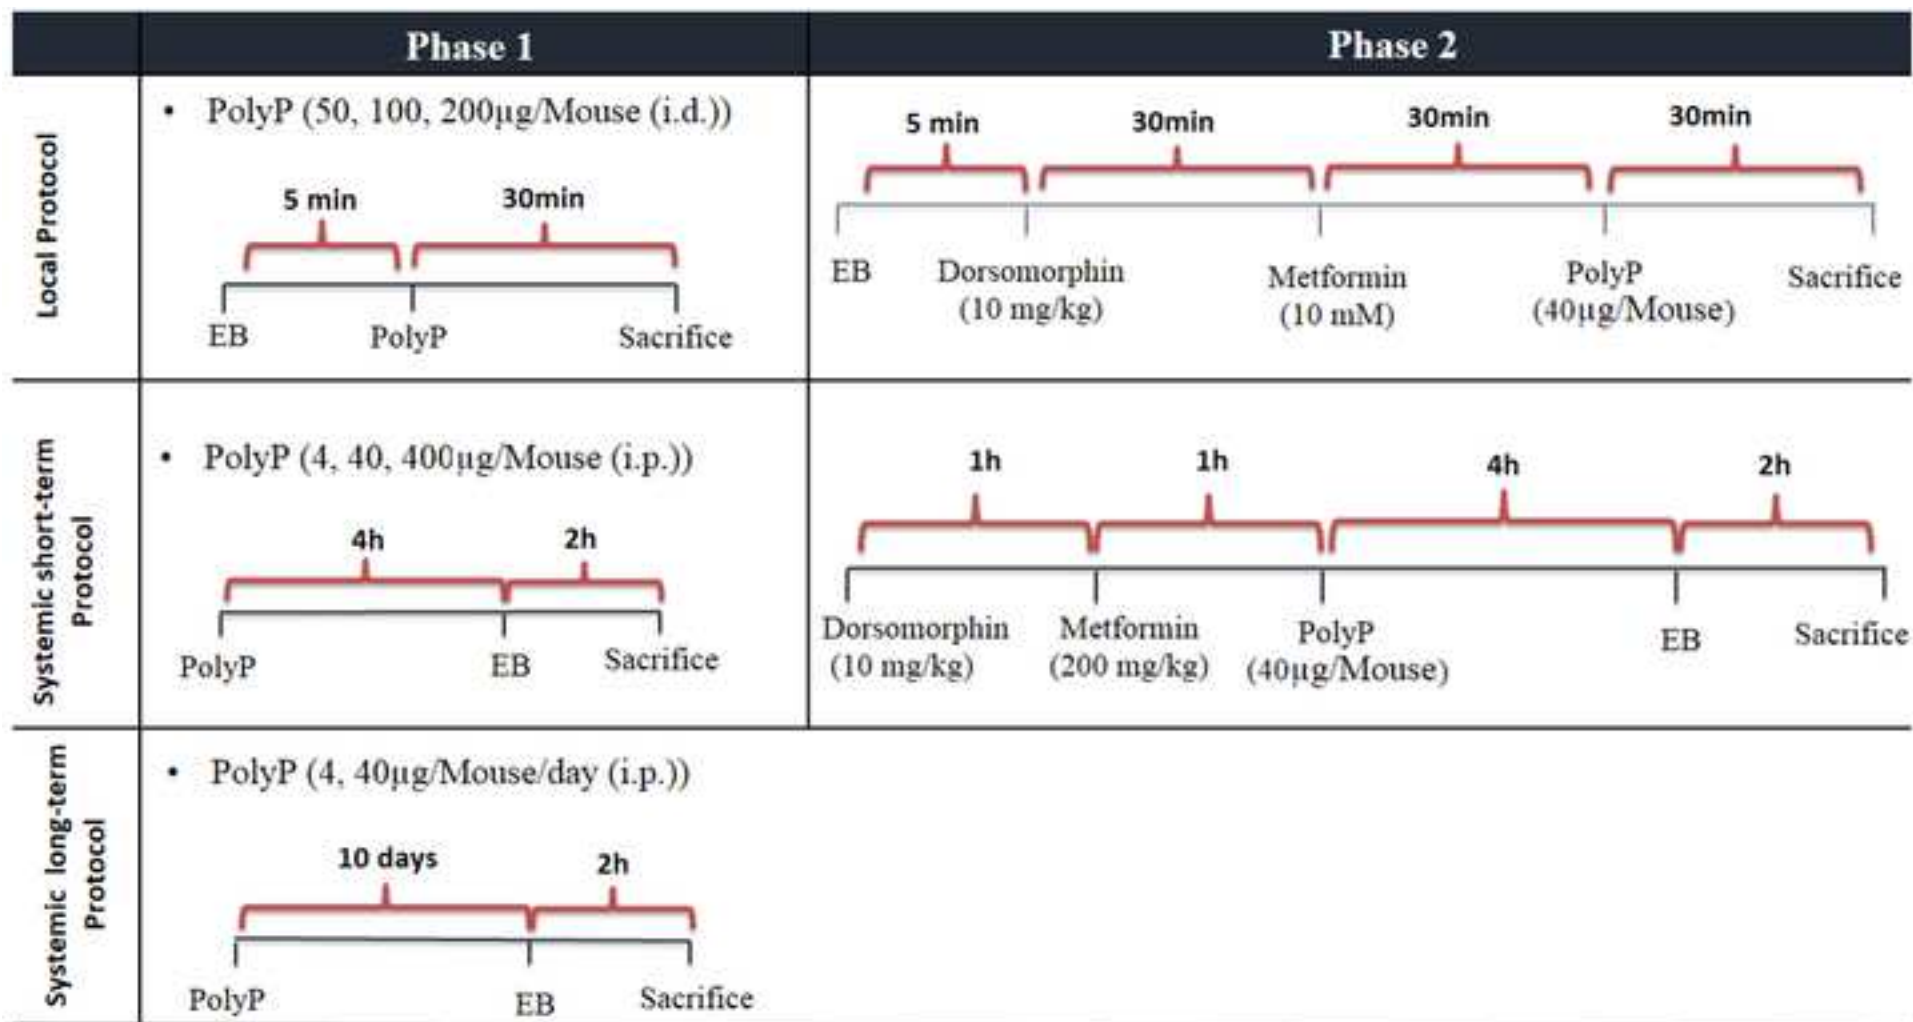 Phase 1
Phase 2
Local Protocol
• PolyP (50, 100, 200µg/Mouse (i.d.))
5 min
30min
EB
PolyP
Sacrifice
5 min
30min
30min
30min
EB
Dorsomorphin
(10 mg/kg)
Metformin
(10 mM)
PolyP
(40µg/Mouse)
Sacrifice
Systemic short-term
Protocol
• PolyP (4, 40, 400µg/Mouse (i.p.))
4h
2h
PolyP
EB
Sacrifice
1h
1h
4h
2h
Dorsomorphin
(10 mg/kg)
Metformin
(200 mg/kg)
PolyP
(40µg/Mouse)
EB
Sacrifice
Systemic long-term
Protocol
• PolyP (4, 40µg/Mouse/day (i.p.))
10 days
2h
PolyP
EB
Sacrifice